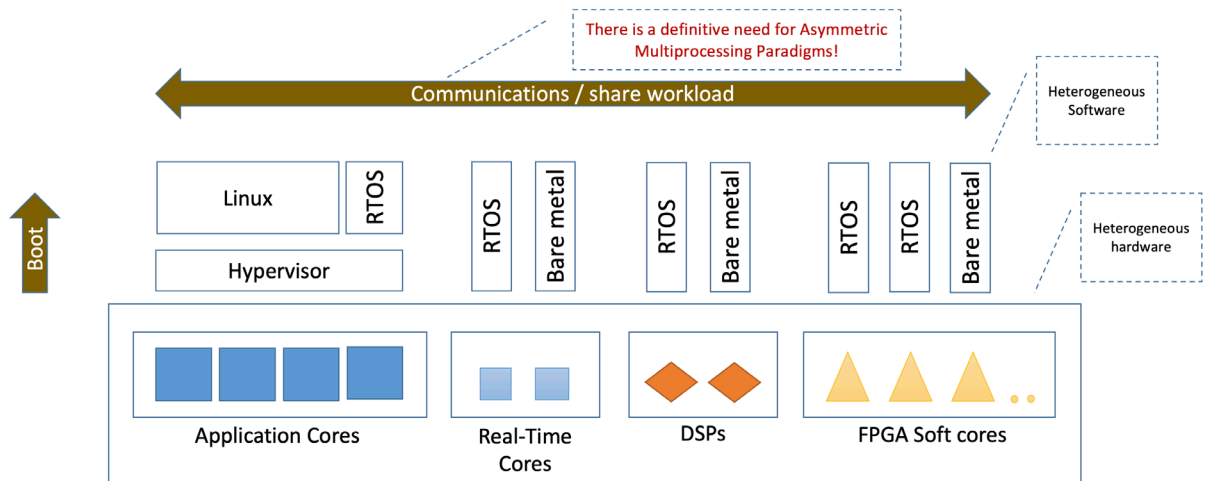 There is a definitive need for Asymmetric
Multiprocessing Paradigms!
Communications / share workload
Heterogeneous
Software
Boot
Linux
RTOS
Hypervisor
RTOS
Bare metal
RTOS
Bare metal
RTOS
RTOS
Bare metal
Heterogeneous
hardware
Application Cores
Real-Time
Cores
DSPs
FPGA Soft cores